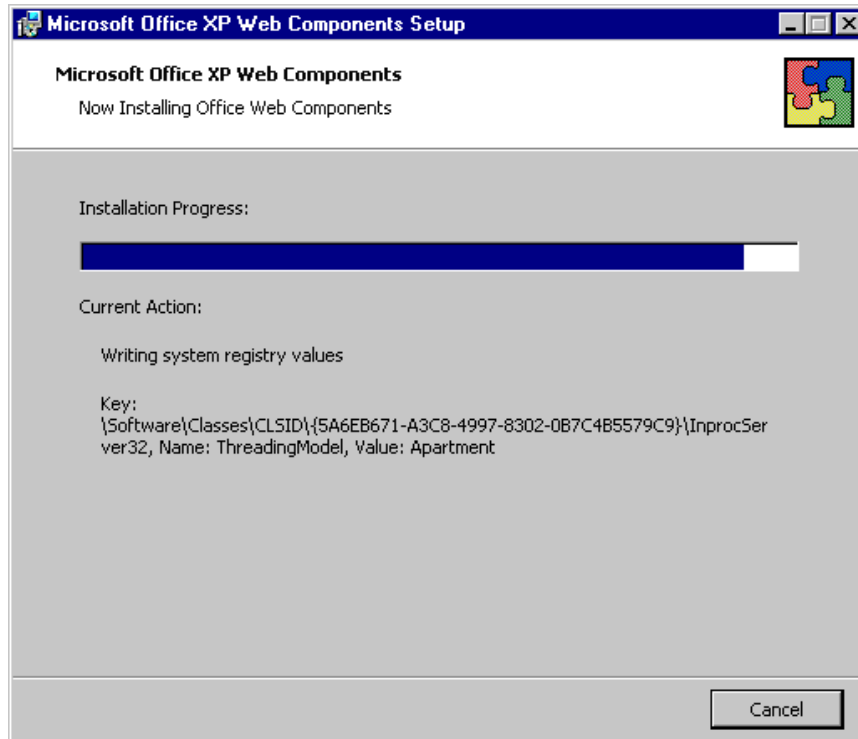 Microsoft Office XP Web Components Setup
Microsoft Office XP Web Components
Now Installing Office Web Components
Installation Progress:
Current Action:
Writing system registry values
Key:
\Software\Classes\CLSID\{5A6EB671-A3C8-4997-8302-0B7C4B5579C9}\InprocSer
ver32, Name: ThreadingModel, Value: Apartment
Cancel